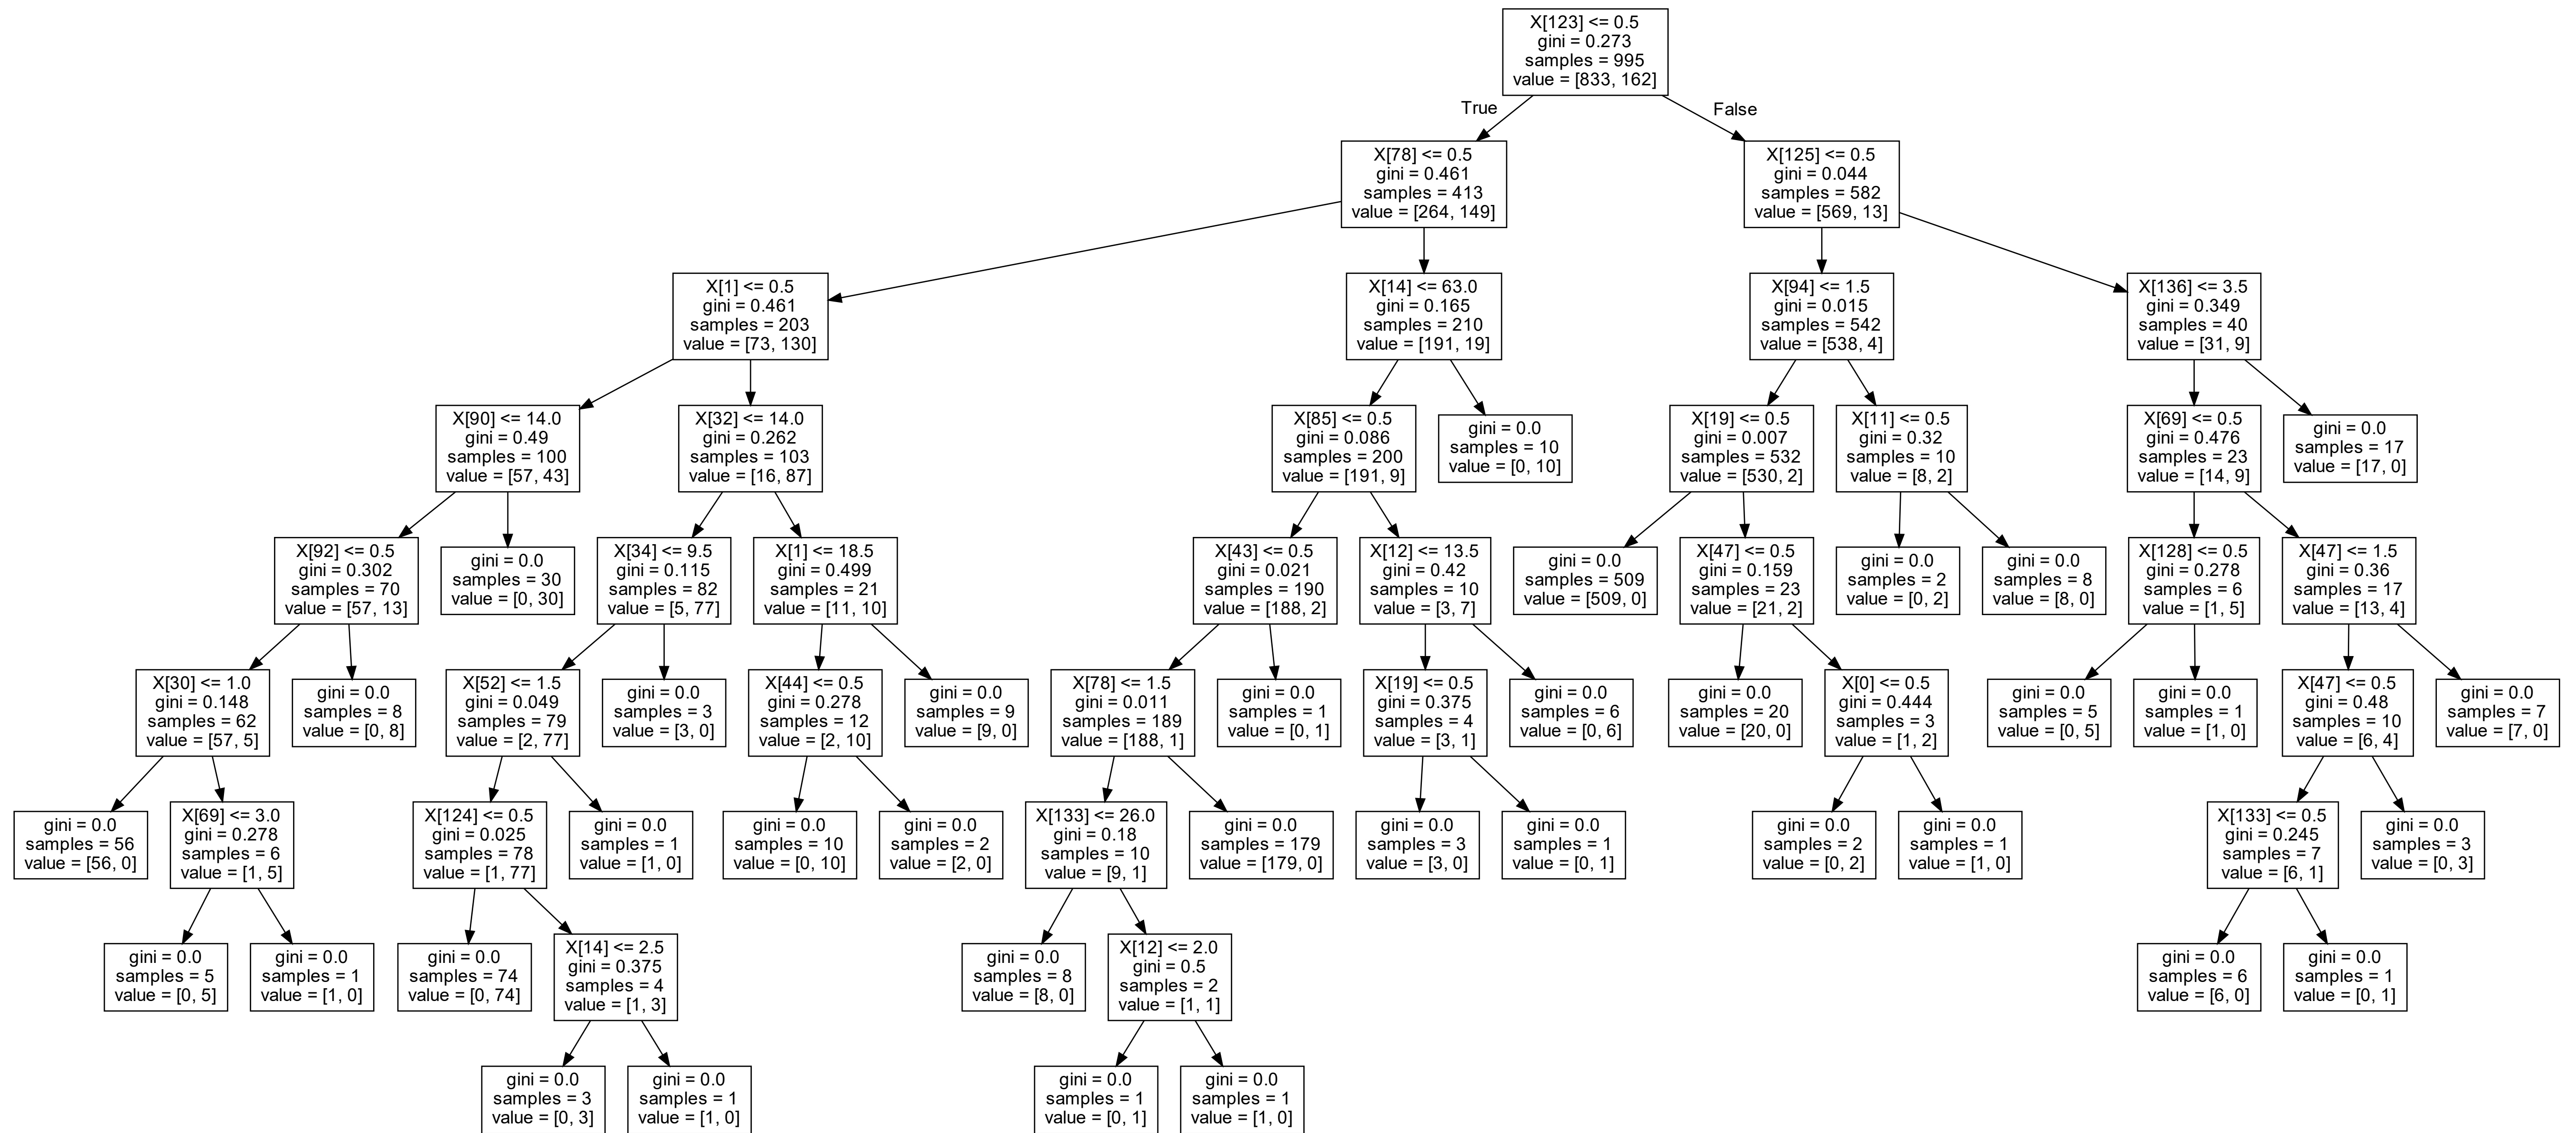 X[123] <= 0.5
gini = 0.273
samples = 995
value = [833, 162]
True
False
X[78] <= 0.5
gini = 0.461
samples = 413
value = [264, 149]
X[125] <= 0.5
gini = 0.044
samples = 582
value = [569, 13]
X[1] <= 0.5
gini = 0.461
samples = 203
value = [73, 130]
X[14] <= 63.0
gini = 0.165
samples = 210
value = [191, 19]
X[94] <= 1.5
gini = 0.015
samples = 542
value = [538, 4]
X[136] <= 3.5
gini = 0.349
samples = 40
value = [31, 9]
X[90] <= 14.0
gini = 0.49
samples = 100
value = [57, 43]
X[32] <= 14.0
gini = 0.262
samples = 103
value = [16, 87]
X[85] <= 0.5
gini = 0.086
samples = 200
value = [191, 9]
gini = 0.0
samples = 10
value = [0, 10]
X[19] <= 0.5
gini = 0.007
samples = 532
value = [530, 2]
X[11] <= 0.5
gini = 0.32
samples = 10
value = [8, 2]
X[69] <= 0.5
gini = 0.476
samples = 23
value = [14, 9]
gini = 0.0
samples = 17
value = [17, 0]
X[92] <= 0.5
gini = 0.302
samples = 70
value = [57, 13]
gini = 0.0
samples = 30
value = [0, 30]
X[34] <= 9.5
gini = 0.115
samples = 82
value = [5, 77]
X[1] <= 18.5
gini = 0.499
samples = 21
value = [11, 10]
X[43] <= 0.5
gini = 0.021
samples = 190
value = [188, 2]
X[12] <= 13.5
gini = 0.42
samples = 10
value = [3, 7]
gini = 0.0
samples = 509
value = [509, 0]
X[47] <= 0.5
gini = 0.159
samples = 23
value = [21, 2]
gini = 0.0
samples = 2
value = [0, 2]
gini = 0.0
samples = 8
value = [8, 0]
X[128] <= 0.5
gini = 0.278
samples = 6
value = [1, 5]
X[47] <= 1.5
gini = 0.36
samples = 17
value = [13, 4]
X[30] <= 1.0
gini = 0.148
samples = 62
value = [57, 5]
gini = 0.0
samples = 8
value = [0, 8]
X[52] <= 1.5
gini = 0.049
samples = 79
value = [2, 77]
gini = 0.0
samples = 3
value = [3, 0]
X[44] <= 0.5
gini = 0.278
samples = 12
value = [2, 10]
gini = 0.0
samples = 9
value = [9, 0]
X[78] <= 1.5
gini = 0.011
samples = 189
value = [188, 1]
gini = 0.0
samples = 1
value = [0, 1]
X[19] <= 0.5
gini = 0.375
samples = 4
value = [3, 1]
gini = 0.0
samples = 6
value = [0, 6]
gini = 0.0
samples = 20
value = [20, 0]
X[0] <= 0.5
gini = 0.444
samples = 3
value = [1, 2]
gini = 0.0
samples = 5
value = [0, 5]
gini = 0.0
samples = 1
value = [1, 0]
X[47] <= 0.5
gini = 0.48
samples = 10
value = [6, 4]
gini = 0.0
samples = 7
value = [7, 0]
gini = 0.0
samples = 56
value = [56, 0]
X[69] <= 3.0
gini = 0.278
samples = 6
value = [1, 5]
X[124] <= 0.5
gini = 0.025
samples = 78
value = [1, 77]
gini = 0.0
samples = 1
value = [1, 0]
gini = 0.0
samples = 10
value = [0, 10]
gini = 0.0
samples = 2
value = [2, 0]
X[133] <= 26.0
gini = 0.18
samples = 10
value = [9, 1]
gini = 0.0
samples = 179
value = [179, 0]
gini = 0.0
samples = 3
value = [3, 0]
gini = 0.0
samples = 1
value = [0, 1]
gini = 0.0
samples = 2
value = [0, 2]
gini = 0.0
samples = 1
value = [1, 0]
X[133] <= 0.5
gini = 0.245
samples = 7
value = [6, 1]
gini = 0.0
samples = 3
value = [0, 3]
gini = 0.0
samples = 5
value = [0, 5]
gini = 0.0
samples = 1
value = [1, 0]
gini = 0.0
samples = 74
value = [0, 74]
X[14] <= 2.5
gini = 0.375
samples = 4
value = [1, 3]
gini = 0.0
samples = 8
value = [8, 0]
X[12] <= 2.0
gini = 0.5
samples = 2
value = [1, 1]
gini = 0.0
samples = 6
value = [6, 0]
gini = 0.0
samples = 1
value = [0, 1]
gini = 0.0
samples = 3
value = [0, 3]
gini = 0.0
samples = 1
value = [1, 0]
gini = 0.0
samples = 1
value = [0, 1]
gini = 0.0
samples = 1
value = [1, 0]